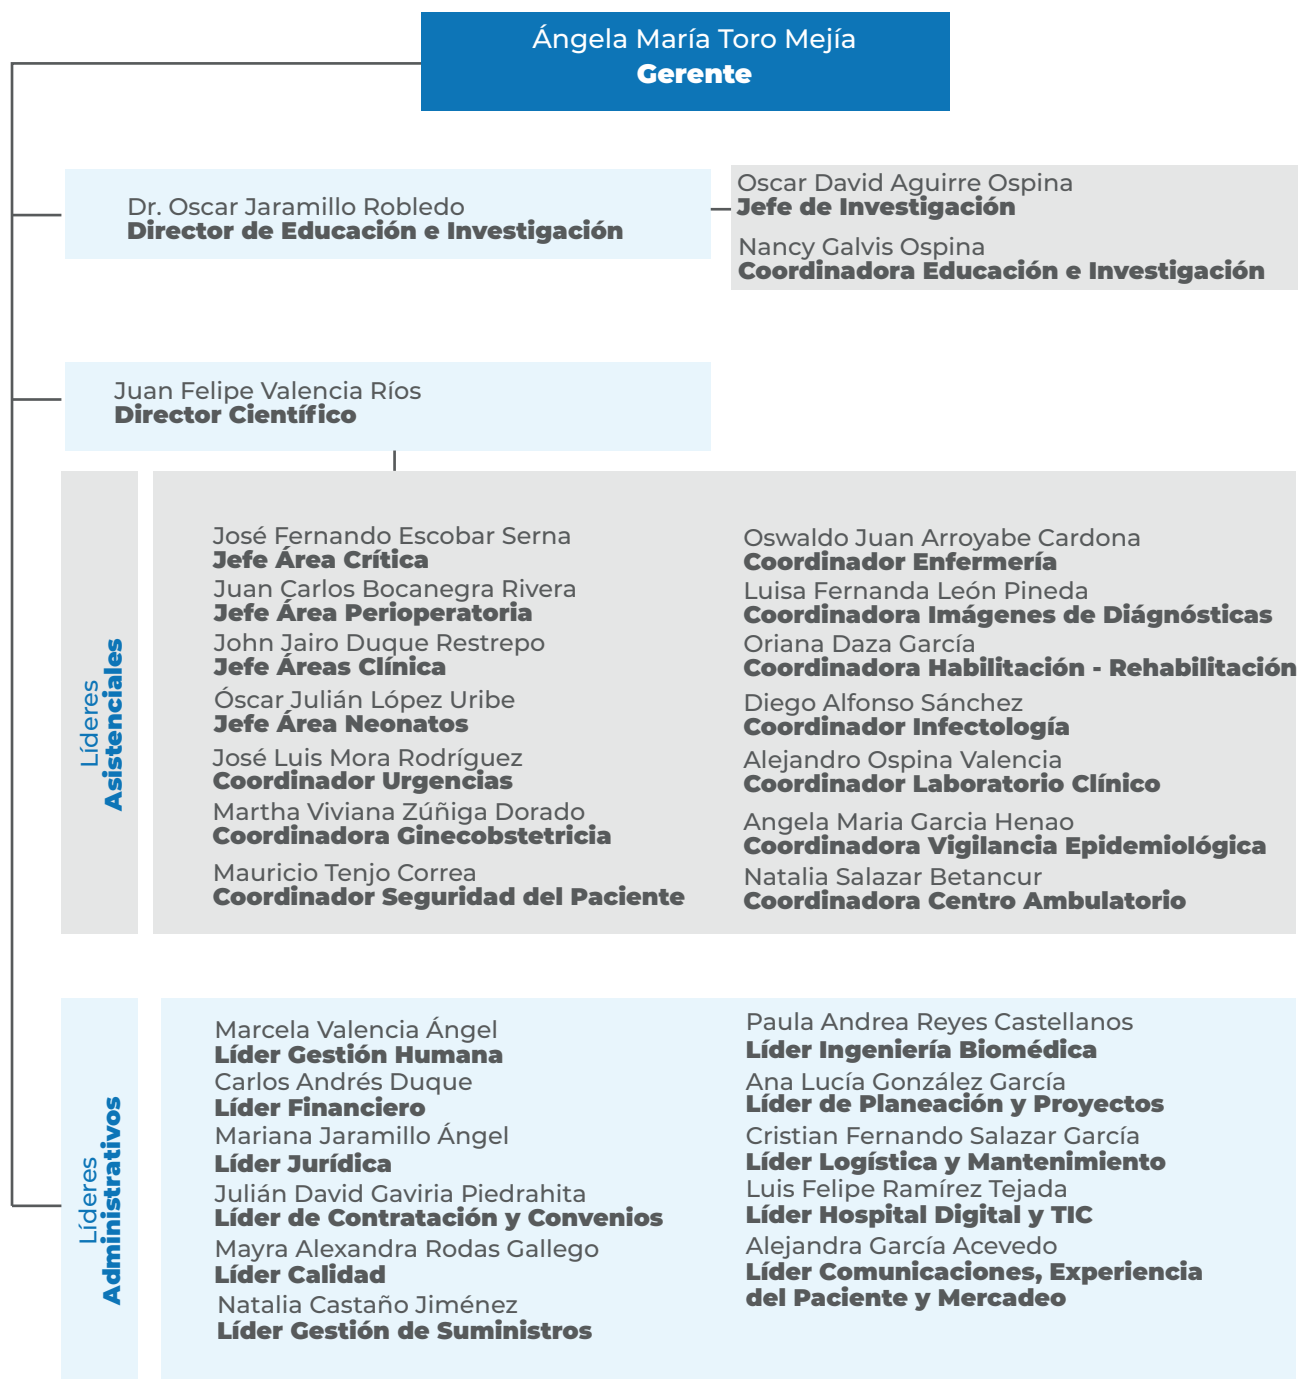 Ángela María Toro Mejía
Gerente
Dr. Oscar Jaramillo Robledo
Director de Educación e Investigación
Oscar David Aguirre Ospina
Jefe de Investigación
Nancy Galvis Ospina
Coordinadora Educación e Investigación
Juan Felipe Valencia Ríos
Director Científico
Líderes
Asistenciales
José Fernando Escobar Serna
Jefe Área Crítica
Juan Carlos Bocanegra Rivera
Jefe Área Perioperatoria
John Jairo Duque Restrepo
Jefe Áreas Clínica
Óscar Julián López Uribe
Jefe Área Neonatos
José Luis Mora Rodríguez
Coordinador Urgencias
Martha Viviana Zúñiga Dorado
Coordinadora Ginecobstetricia
Mauricio Tenjo Correa
Coordinador Seguridad del Paciente
Oswaldo Juan Arroyabe Cardona
Coordinador Enfermería
Luisa Fernanda León Pineda
Coordinadora Imágenes de Diágnósticas
Oriana Daza García
Coordinadora Habilitación - Rehabilitación
Diego Alfonso Sánchez
Coordinador Infectología
Alejandro Ospina Valencia
Coordinador Laboratorio Clínico
Angela Maria Garcia Henao
Coordinadora Vigilancia Epidemiológica
Natalia Salazar Betancur
Coordinadora Centro Ambulatorio
Líderes
Administrativos
Marcela Valencia Ángel
Líder Gestión Humana
Carlos Andrés Duque
Líder Financiero
Mariana Jaramillo Ángel
Líder Jurídica
Julián David Gaviria Piedrahita
Líder de Contratación y Convenios
Mayra Alexandra Rodas Gallego
Líder Calidad
Natalia Castaño Jiménez
Líder Gestión de Suministros
Paula Andrea Reyes Castellanos
Líder Ingeniería Biomédica
Ana Lucía González García
Líder de Planeación y Proyectos
Cristian Fernando Salazar García
Líder Logística y Mantenimiento
Luis Felipe Ramírez Tejada
Líder Hospital Digital y TIC
Alejandra García Acevedo
Líder Comunicaciones, Experiencia
del Paciente y Mercadeo